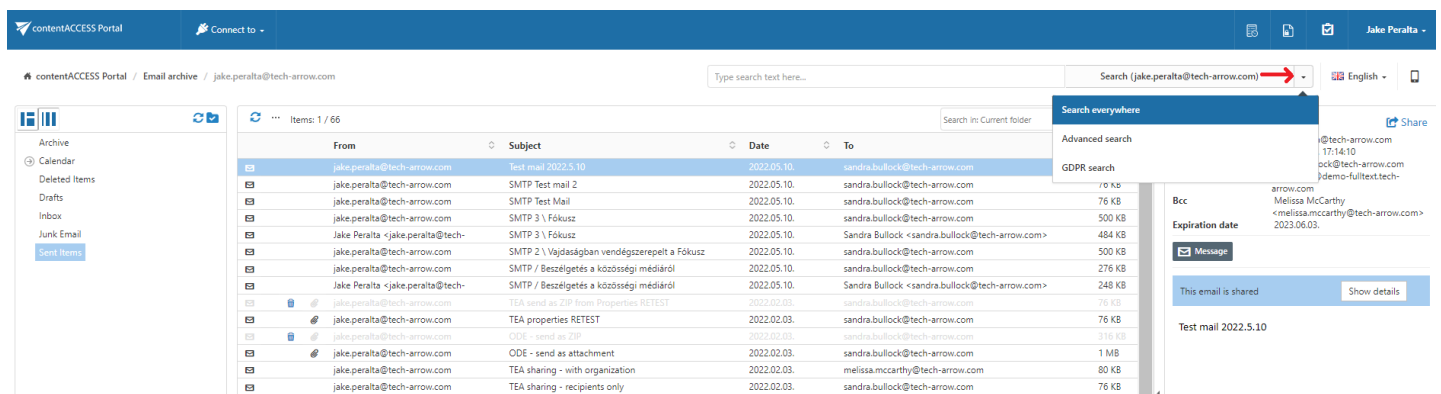 contentACCESS Portal Connect to Jake Peralta
contentACCESS Portal / Email archive / jake.peralta@tech-arrow.com Type search text here... Search (jake.peralta@tech-arrow.com) English
Search everywhere
Advanced search
GDPR search
Archive
Calendar
Deleted Items
Drafts
Inbox
Junk Email
Sent Items
Items: 1 / 66 Search in: Current folder
From Subject Date To
jake.peralta@tech-arrow.com Test mail 2022.5.10 2022.05.10. sandra.bullock@tech-arrow.com
jake.peralta@tech-arrow.com SMTP Test mail 2 2022.05.10. sandra.bullock@tech-arrow.com 76 KB
jake.peralta@tech-arrow.com SMTP Test Mail 2022.05.10. sandra.bullock@tech-arrow.com 76 KB
jake.peralta@tech-arrow.com SMTP 3 \ Fókusz 2022.05.10. sandra.bullock@tech-arrow.com 500 KB
Jake Peralta <jake.peralta@tech- SMTP 3 \ Fókusz 2022.05.10. Sandra Bullock <sandra.bullock@tech-arrow.com> 484 KB
jake.peralta@tech-arrow.com SMTP 2 \ Vajdaságban vendégszerepelt a Fókusz 2022.05.10. sandra.bullock@tech-arrow.com 500 KB
jake.peralta@tech-arrow.com SMTP / Beszélgetés a közösségi médiáról 2022.05.10. sandra.bullock@tech-arrow.com 276 KB
Jake Peralta <jake.peralta@tech- SMTP / Beszélgetés a közösségi médiáról 2022.05.10. Sandra Bullock <sandra.bullock@tech-arrow.com> 248 KB
jake.peralta@tech-arrow.com TEA send as ZIP from Properties RETEST 2022.02.03. sandra.bullock@tech-arrow.com 76 KB
jake.peralta@tech-arrow.com TEA properties RETEST 2022.02.03. sandra.bullock@tech-arrow.com 76 KB
jake.peralta@tech-arrow.com ODE - send as ZIP 2022.02.03. sandra.bullock@tech-arrow.com 316 KB
jake.peralta@tech-arrow.com ODE - send as attachment 2022.02.03. sandra.bullock@tech-arrow.com 1 MB
jake.peralta@tech-arrow.com TEA sharing - with organization 2022.02.03. melissa.mccarthy@tech-arrow.com 80 KB
jake.peralta@tech-arrow.com TEA sharing - recipients only 2022.02.03. sandra.bullock@tech-arrow.com 76 KB
Share
@tech-arrow.com
17:14:10
ock@tech-arrow.com
@demo-fulltext.tech-
arrow.com
Bcc Melissa McCarthy
<melissa.mccarthy@tech-arrow.com>
Expiration date 2023.06.03.
Message
This email is shared Show details
Test mail 2022.5.10